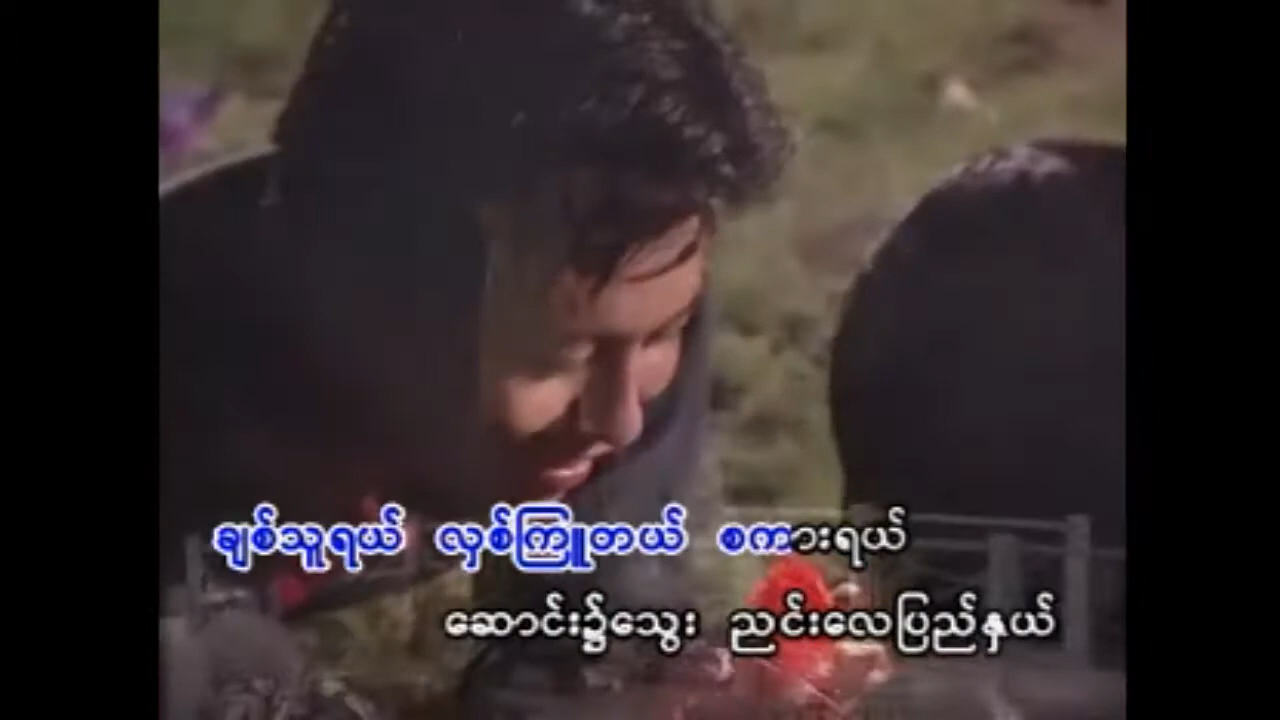 ချစ်သူရယ် လှစ်ကြူတယ် စကားရယ်
ဆောင်း၌သွေး ညင်းလေပြည်နှယ်